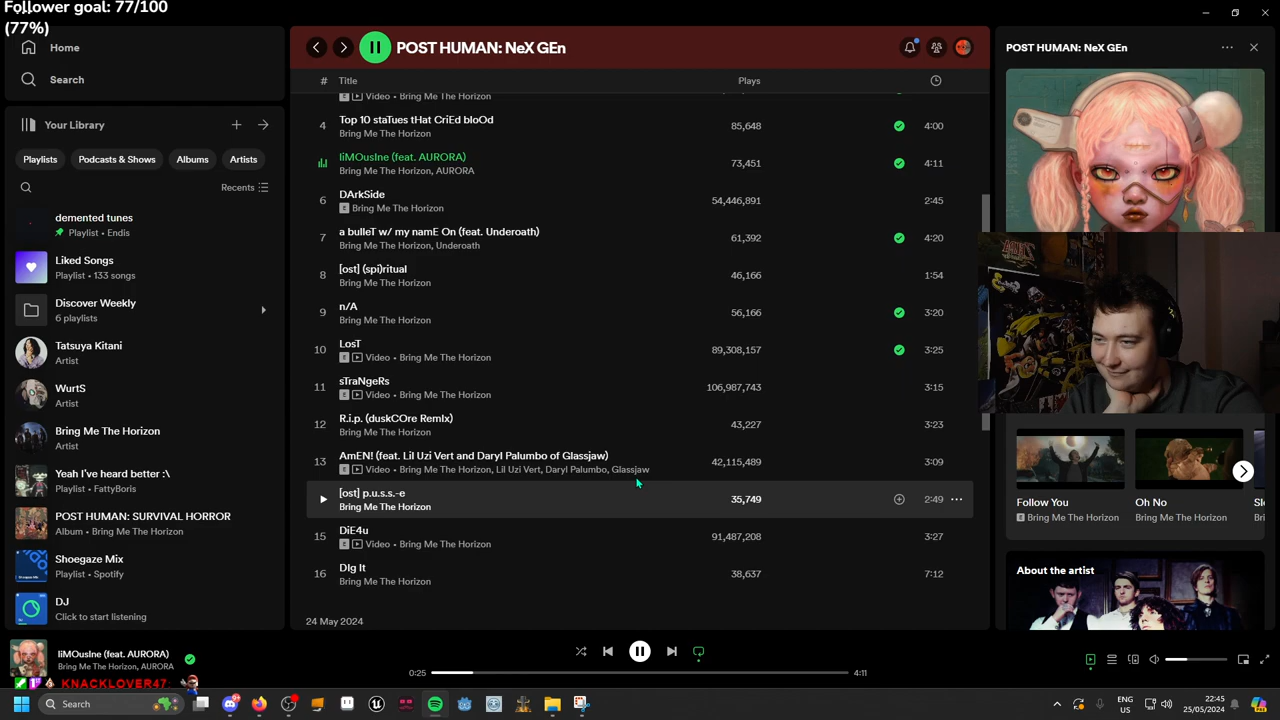 Follower goal: 77/100
(77%)
Home
Search
Your Library
Playlists
Podcasts & Shows
Albums
Artists
Recents
demented tunes
Playlist • Endis
Liked Songs
Playlist • 133 songs
Discover Weekly
6 playlists
Tatsuya Kitani
Artist
WurtS
Artist
Bring Me The Horizon
Artist
Yeah I've heard better :\
Playlist • FattyBoris
POST HUMAN: SURVIVAL HORROR
Album • Bring Me The Horizon
Shoegaze Mix
Playlist • Spotify
DJ
Click to start listening
POST HUMAN: NeX GEn
# Title Plays
E Video • Bring Me The Horizon
4 Top 10 staTues tHat CriEd bloOd 85,648 4:00
Bring Me The Horizon
liMOusIne (feat. AURORA) 73,451 4:11
Bring Me The Horizon, AURORA
6 DArkSide 54,446,891 2:45
E Bring Me The Horizon
7 a bulleT w/ my namE On (feat. Underoath) 61,392 4:20
Bring Me The Horizon, Underoath
8 [ost] (spi)ritual 46,166 1:54
Bring Me The Horizon
9 n/A 56,166 3:20
Bring Me The Horizon
10 LosT 89,308,157 3:25
E Video • Bring Me The Horizon
11 sTraNgeRs 106,987,743 3:15
E Video • Bring Me The Horizon
12 R.i.p. (duskCOre RemIx) 43,227 3:23
Bring Me The Horizon
13 AmEN! (feat. Lil Uzi Vert and Daryl Palumbo of Glassjaw) 42,115,489 3:09
E Video • Bring Me The Horizon, Lil Uzi Vert, Daryl Palumbo, Glassjaw
[ost] p.u.s.s.-e 35,749 2:49
Bring Me The Horizon
15 DiE4u 91,487,208 3:27
E Video • Bring Me The Horizon
16 DIg It 38,637 7:12
Bring Me The Horizon
24 May 2024
POST HUMAN: NeX GEn
Follow You
E Bring Me The Horizon
Oh No
Bring Me The Horizon
About the artist
liMOusIne (feat. AURORA)
Bring Me The Horizon, AURORA
0:25
4:11
KNACKLOVER47
Search
ENG
US
22:45
25/05/2024